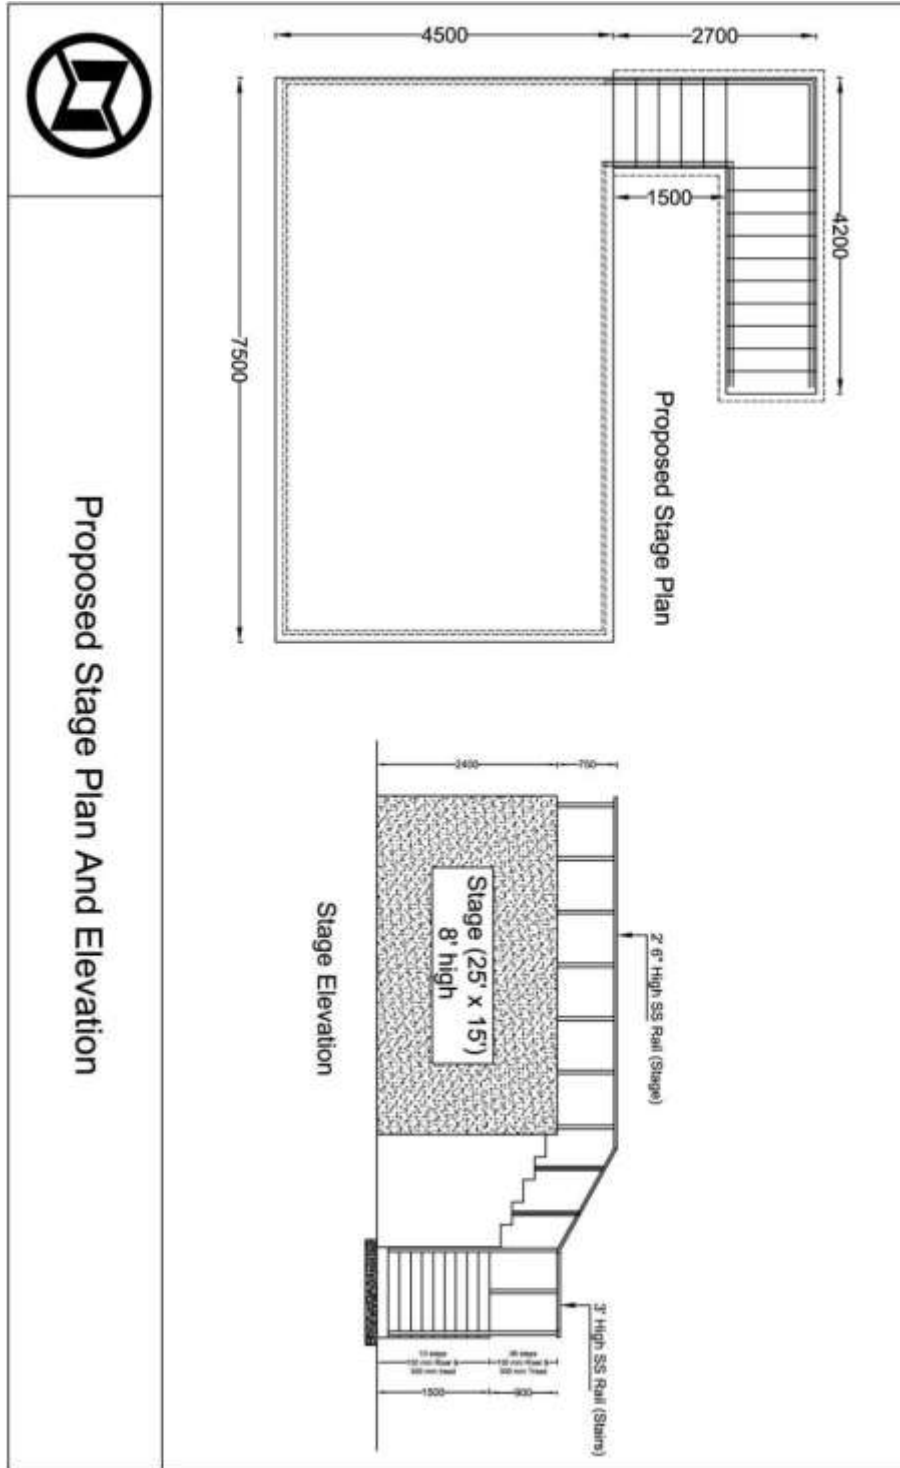 4500
2700
1500
4200
7500
Proposed Stage Plan
2400
750
2' 6" High SS Rail (Stage)
Stage (25' x 15')
8' high
3' High SS Rail (Stairs)
1500
900
Stage Elevation
Proposed Stage Plan And Elevation